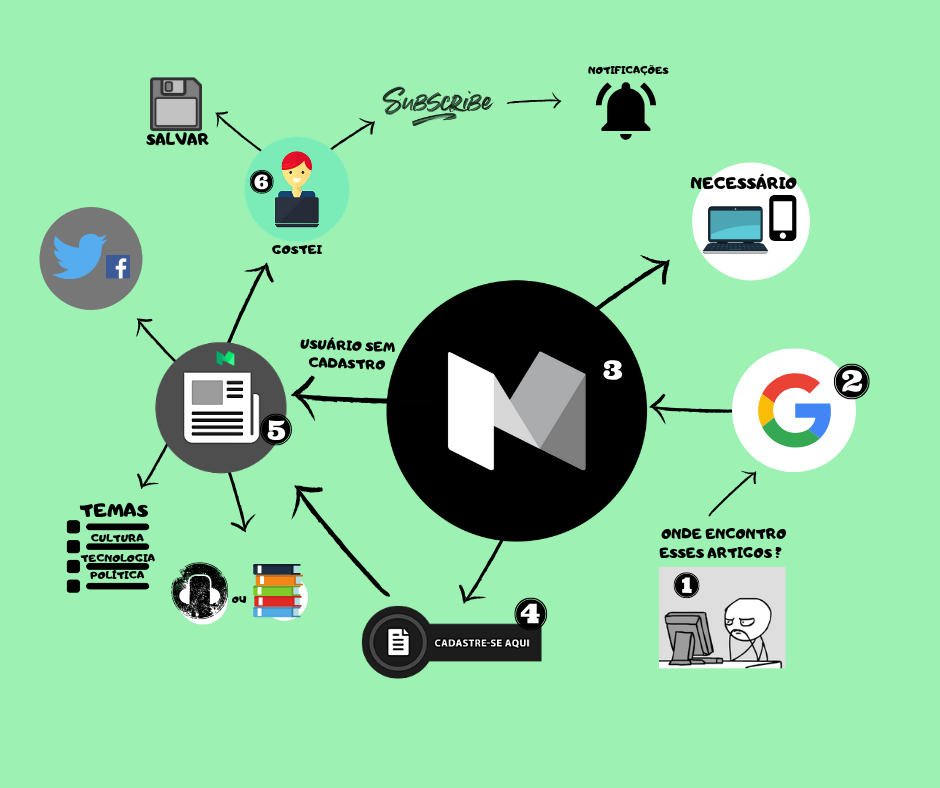 NOTIFICAÇÕES
SUBSCRIBE
SALVAR
6
GOSTEI
NECESSÁRIO
f
USUÁRIO SEM
CADASTRO
3
2
G
5
TEMAS
CULTURA
TECNOLOGIA
POLÍTICA
OU
4
CADASTRE-SE AQUI
ONDE ENCONTRO
ESSES ARTIGOS?
1